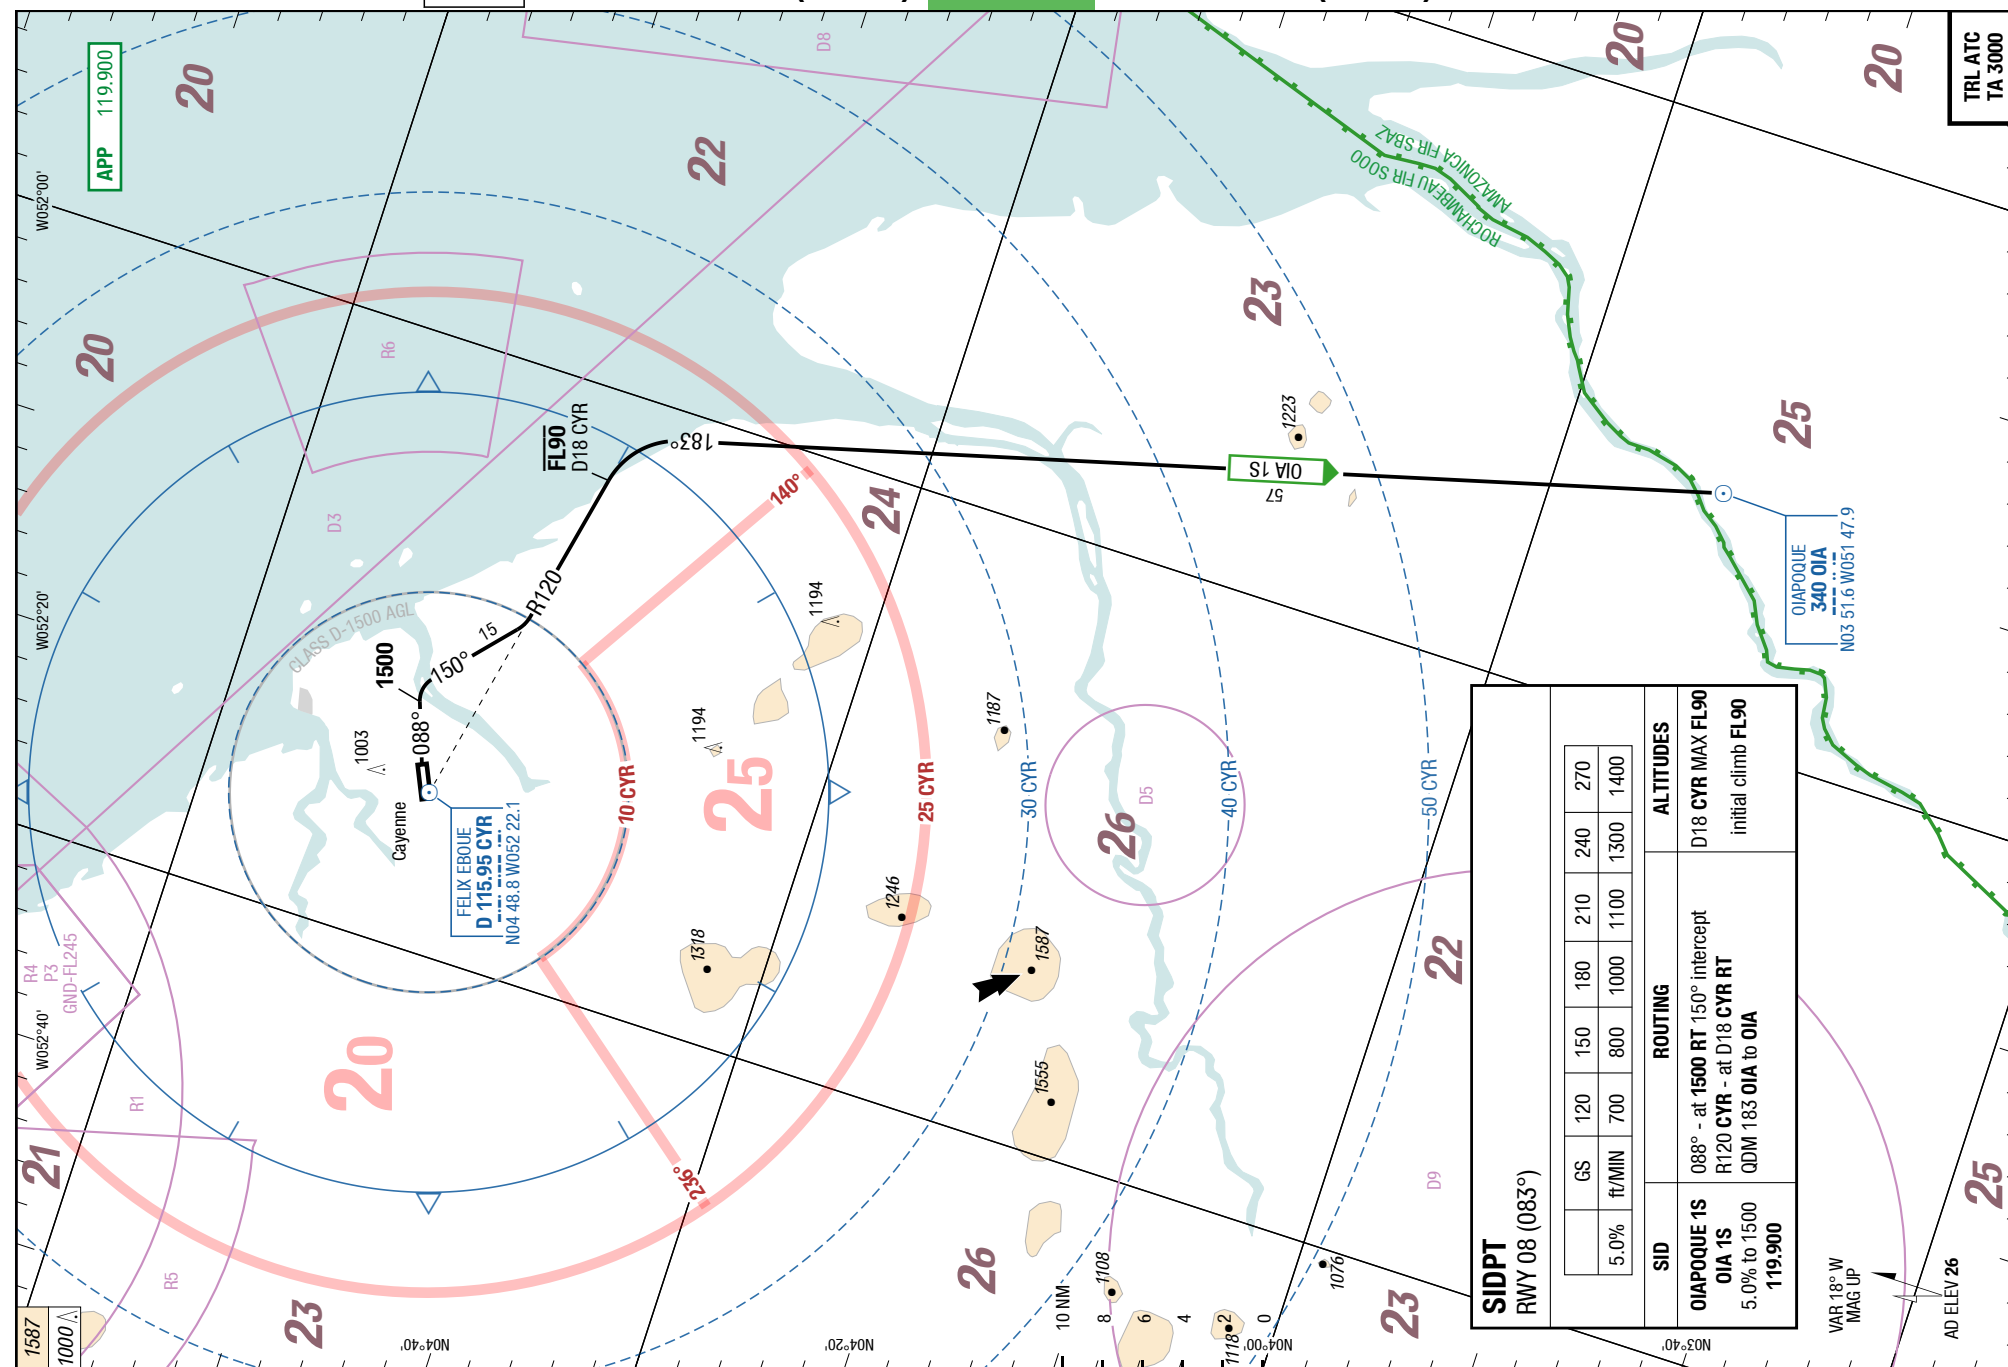 APP 119.900
TRL ATC
TA 3000
W052°00'
W052°20'
W052°40'
20
20
22
20
20
23
25
24
21
23
26
26
22
23
25
20
25
D8
R6
D3
R4
P3
GND-FL245
R1
R5
D5
D9
AMAZONICA FIR SBAZ
ROCHAMBEAU FIR SOOO
CLASS D-1500 AGL
1500
088°
150°
15
R120
FL90
D18 CYR
183°
OIA 1S
57
140°
236°
10 CYR
25 CYR
30 CYR
40 CYR
50 CYR
Cayenne
FELIX EBOUE
D 115.95 CYR
N04 48.8 W052 22.1
OIAPOQUE
340 OIA
N03 51.6 W051 47.9
1003
1194
1194
1187
1223
1246
1318
1587
1555
1108
1118
1076
1587
1000
10 NM
8
6
4
2
0
N04°40'
N04°20'
N04°00'
N03°40'
SIDPT
RWY 08 (083°)
GS 120 150 180 210 240 270
5.0% ft/MIN 700 800 1000 1100 1300 1400
SID ROUTING ALTITUDES
OIAPOQUE 1S
OIA 1S
5.0% to 1500
119.900
088° - at 1500 RT 150° intercept
R120 CYR - at D18 CYR RT
QDM 183 OIA to OIA
D18 CYR MAX FL90
initial climb FL90
VAR 18° W
MAG UP
AD ELEV 26